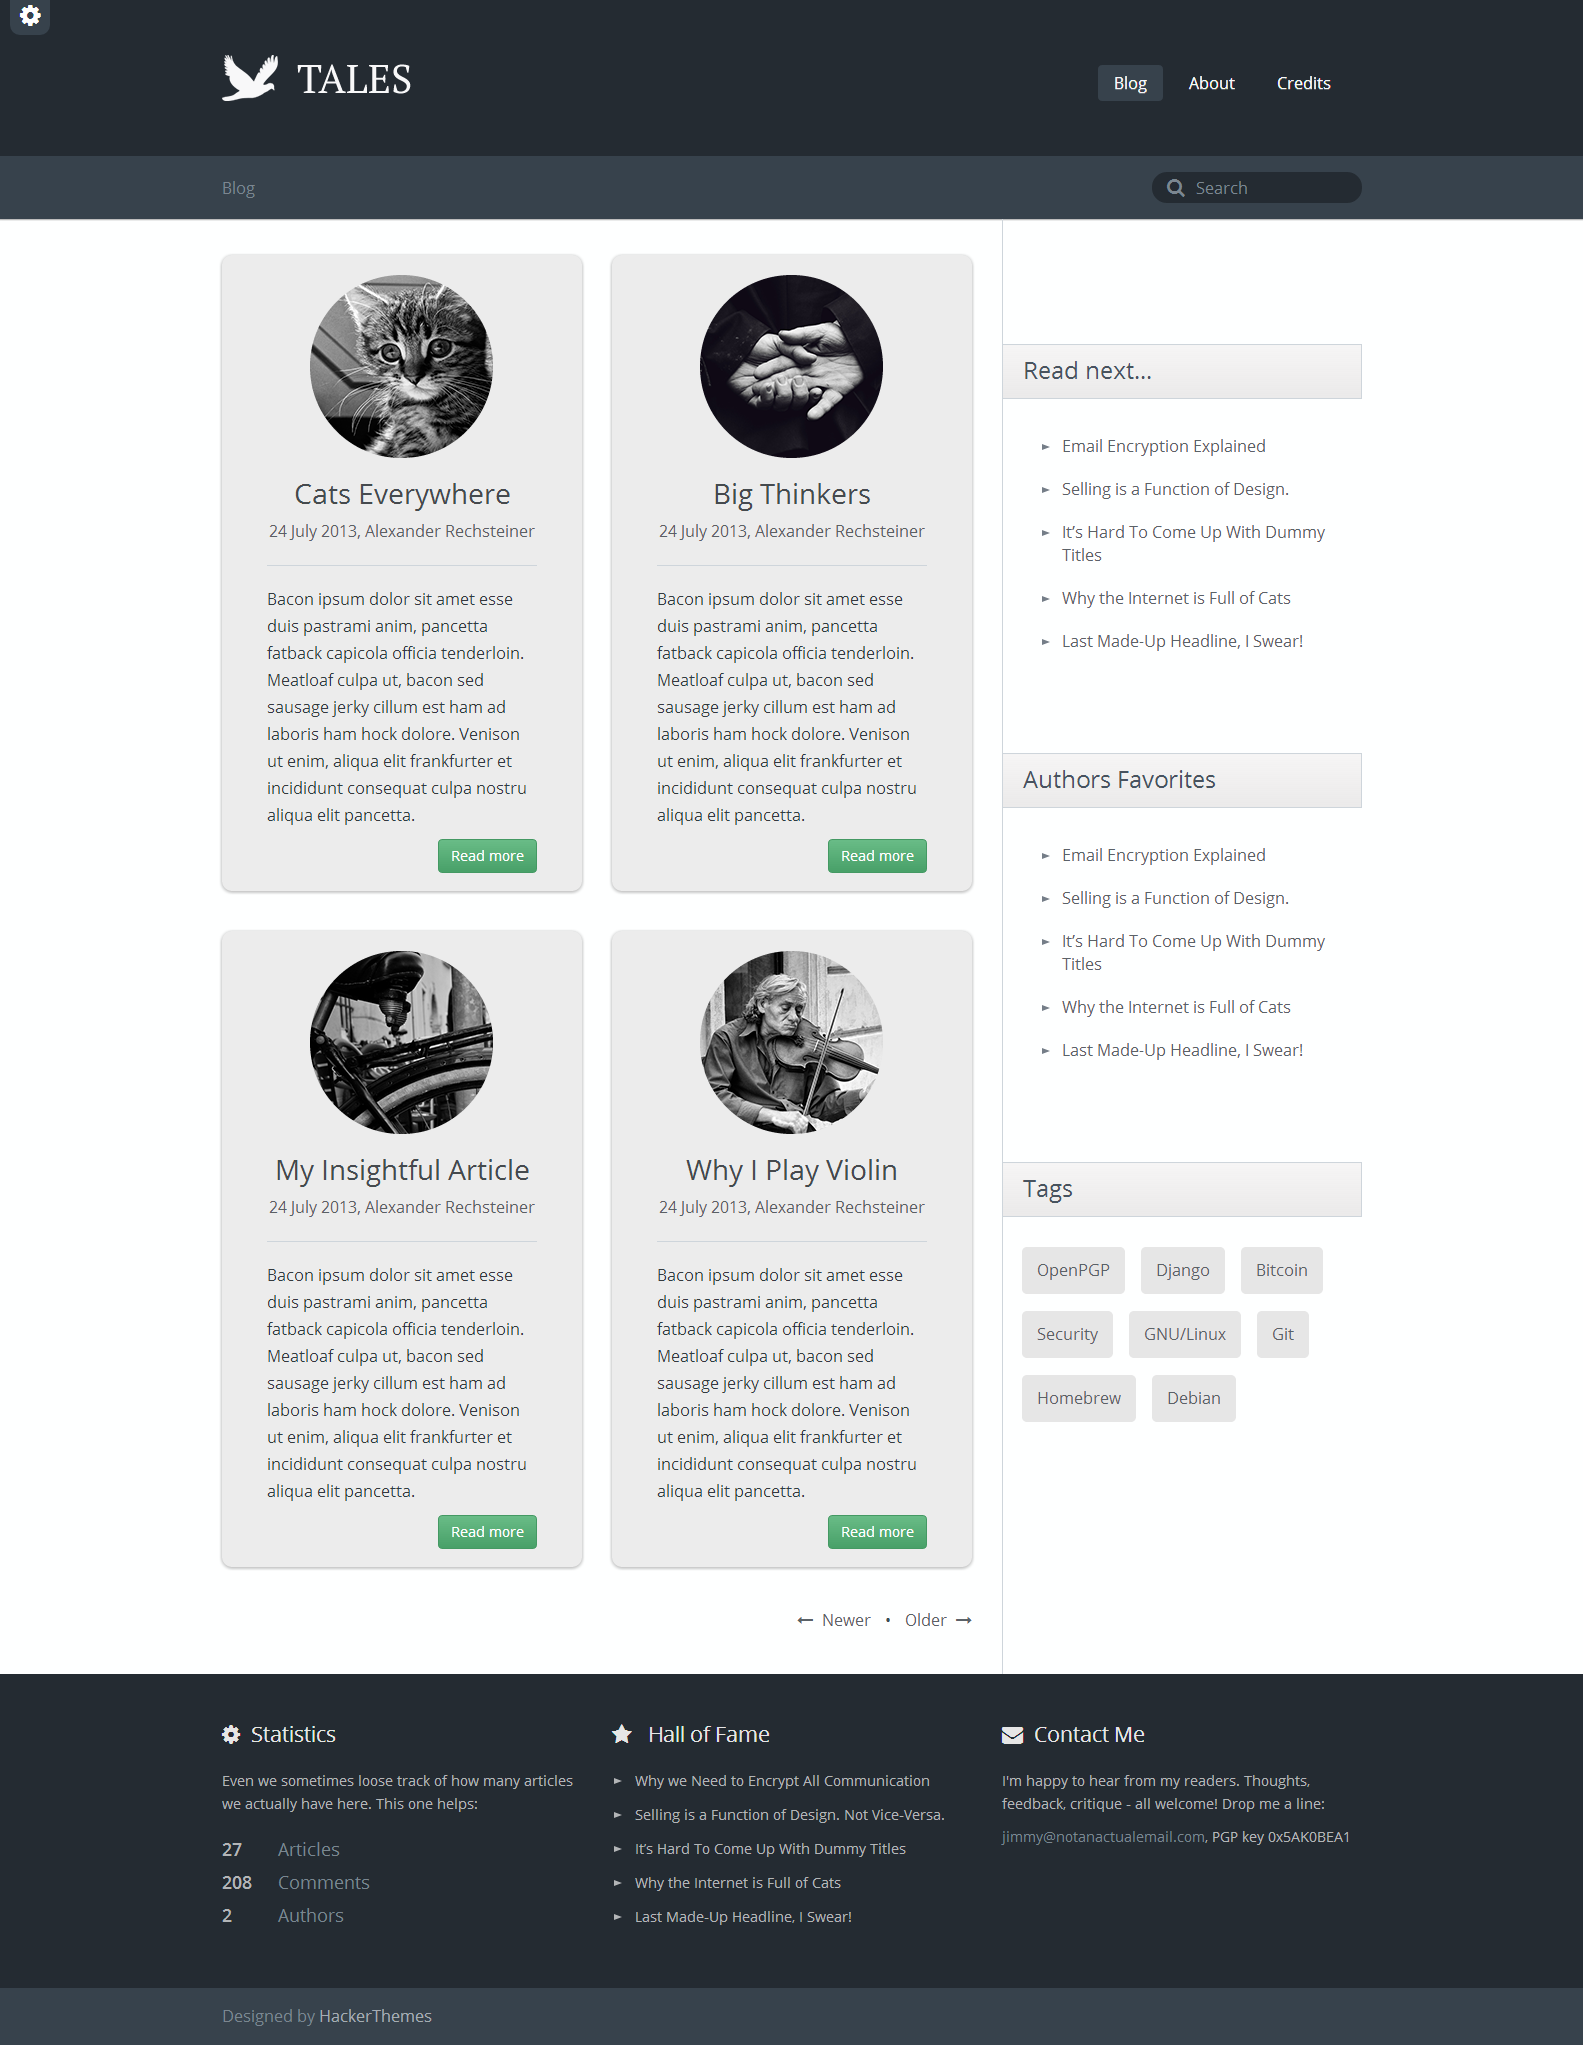 TALES
Blog
About
Credits
Blog
Search
Cats Everywhere
24 July 2013, Alexander Rechsteiner
Bacon ipsum dolor sit amet esse
duis pastrami anim, pancetta
fatback capicola officia tenderloin.
Meatloaf culpa ut, bacon sed
sausage jerky cillum est ham ad
laboris ham hock dolore. Venison
ut enim, aliqua elit frankfurter et
incididunt consequat culpa nostru
aliqua elit pancetta.
Read more
Big Thinkers
24 July 2013, Alexander Rechsteiner
Bacon ipsum dolor sit amet esse
duis pastrami anim, pancetta
fatback capicola officia tenderloin.
Meatloaf culpa ut, bacon sed
sausage jerky cillum est ham ad
laboris ham hock dolore. Venison
ut enim, aliqua elit frankfurter et
incididunt consequat culpa nostru
aliqua elit pancetta.
Read more
My Insightful Article
24 July 2013, Alexander Rechsteiner
Bacon ipsum dolor sit amet esse
duis pastrami anim, pancetta
fatback capicola officia tenderloin.
Meatloaf culpa ut, bacon sed
sausage jerky cillum est ham ad
laboris ham hock dolore. Venison
ut enim, aliqua elit frankfurter et
incididunt consequat culpa nostru
aliqua elit pancetta.
Read more
Why I Play Violin
24 July 2013, Alexander Rechsteiner
Bacon ipsum dolor sit amet esse
duis pastrami anim, pancetta
fatback capicola officia tenderloin.
Meatloaf culpa ut, bacon sed
sausage jerky cillum est ham ad
laboris ham hock dolore. Venison
ut enim, aliqua elit frankfurter et
incididunt consequat culpa nostru
aliqua elit pancetta.
Read more
← Newer • Older →
Read next...
► Email Encryption Explained
► Selling is a Function of Design.
► It’s Hard To Come Up With Dummy
Titles
► Why the Internet is Full of Cats
► Last Made-Up Headline, I Swear!
Authors Favorites
► Email Encryption Explained
► Selling is a Function of Design.
► It’s Hard To Come Up With Dummy
Titles
► Why the Internet is Full of Cats
► Last Made-Up Headline, I Swear!
Tags
OpenPGP Django Bitcoin
Security GNU/Linux Git
Homebrew Debian
Statistics
Even we sometimes loose track of how many articles
we actually have here. This one helps:
27 Articles
208 Comments
2 Authors
Hall of Fame
► Why we Need to Encrypt All Communication
► Selling is a Function of Design. Not Vice-Versa.
► It’s Hard To Come Up With Dummy Titles
► Why the Internet is Full of Cats
► Last Made-Up Headline, I Swear!
Contact Me
I'm happy to hear from my readers. Thoughts,
feedback, critique - all welcome! Drop me a line:
jimmy@notanactualemail.com, PGP key 0x5AK0BEA1
Designed by HackerThemes